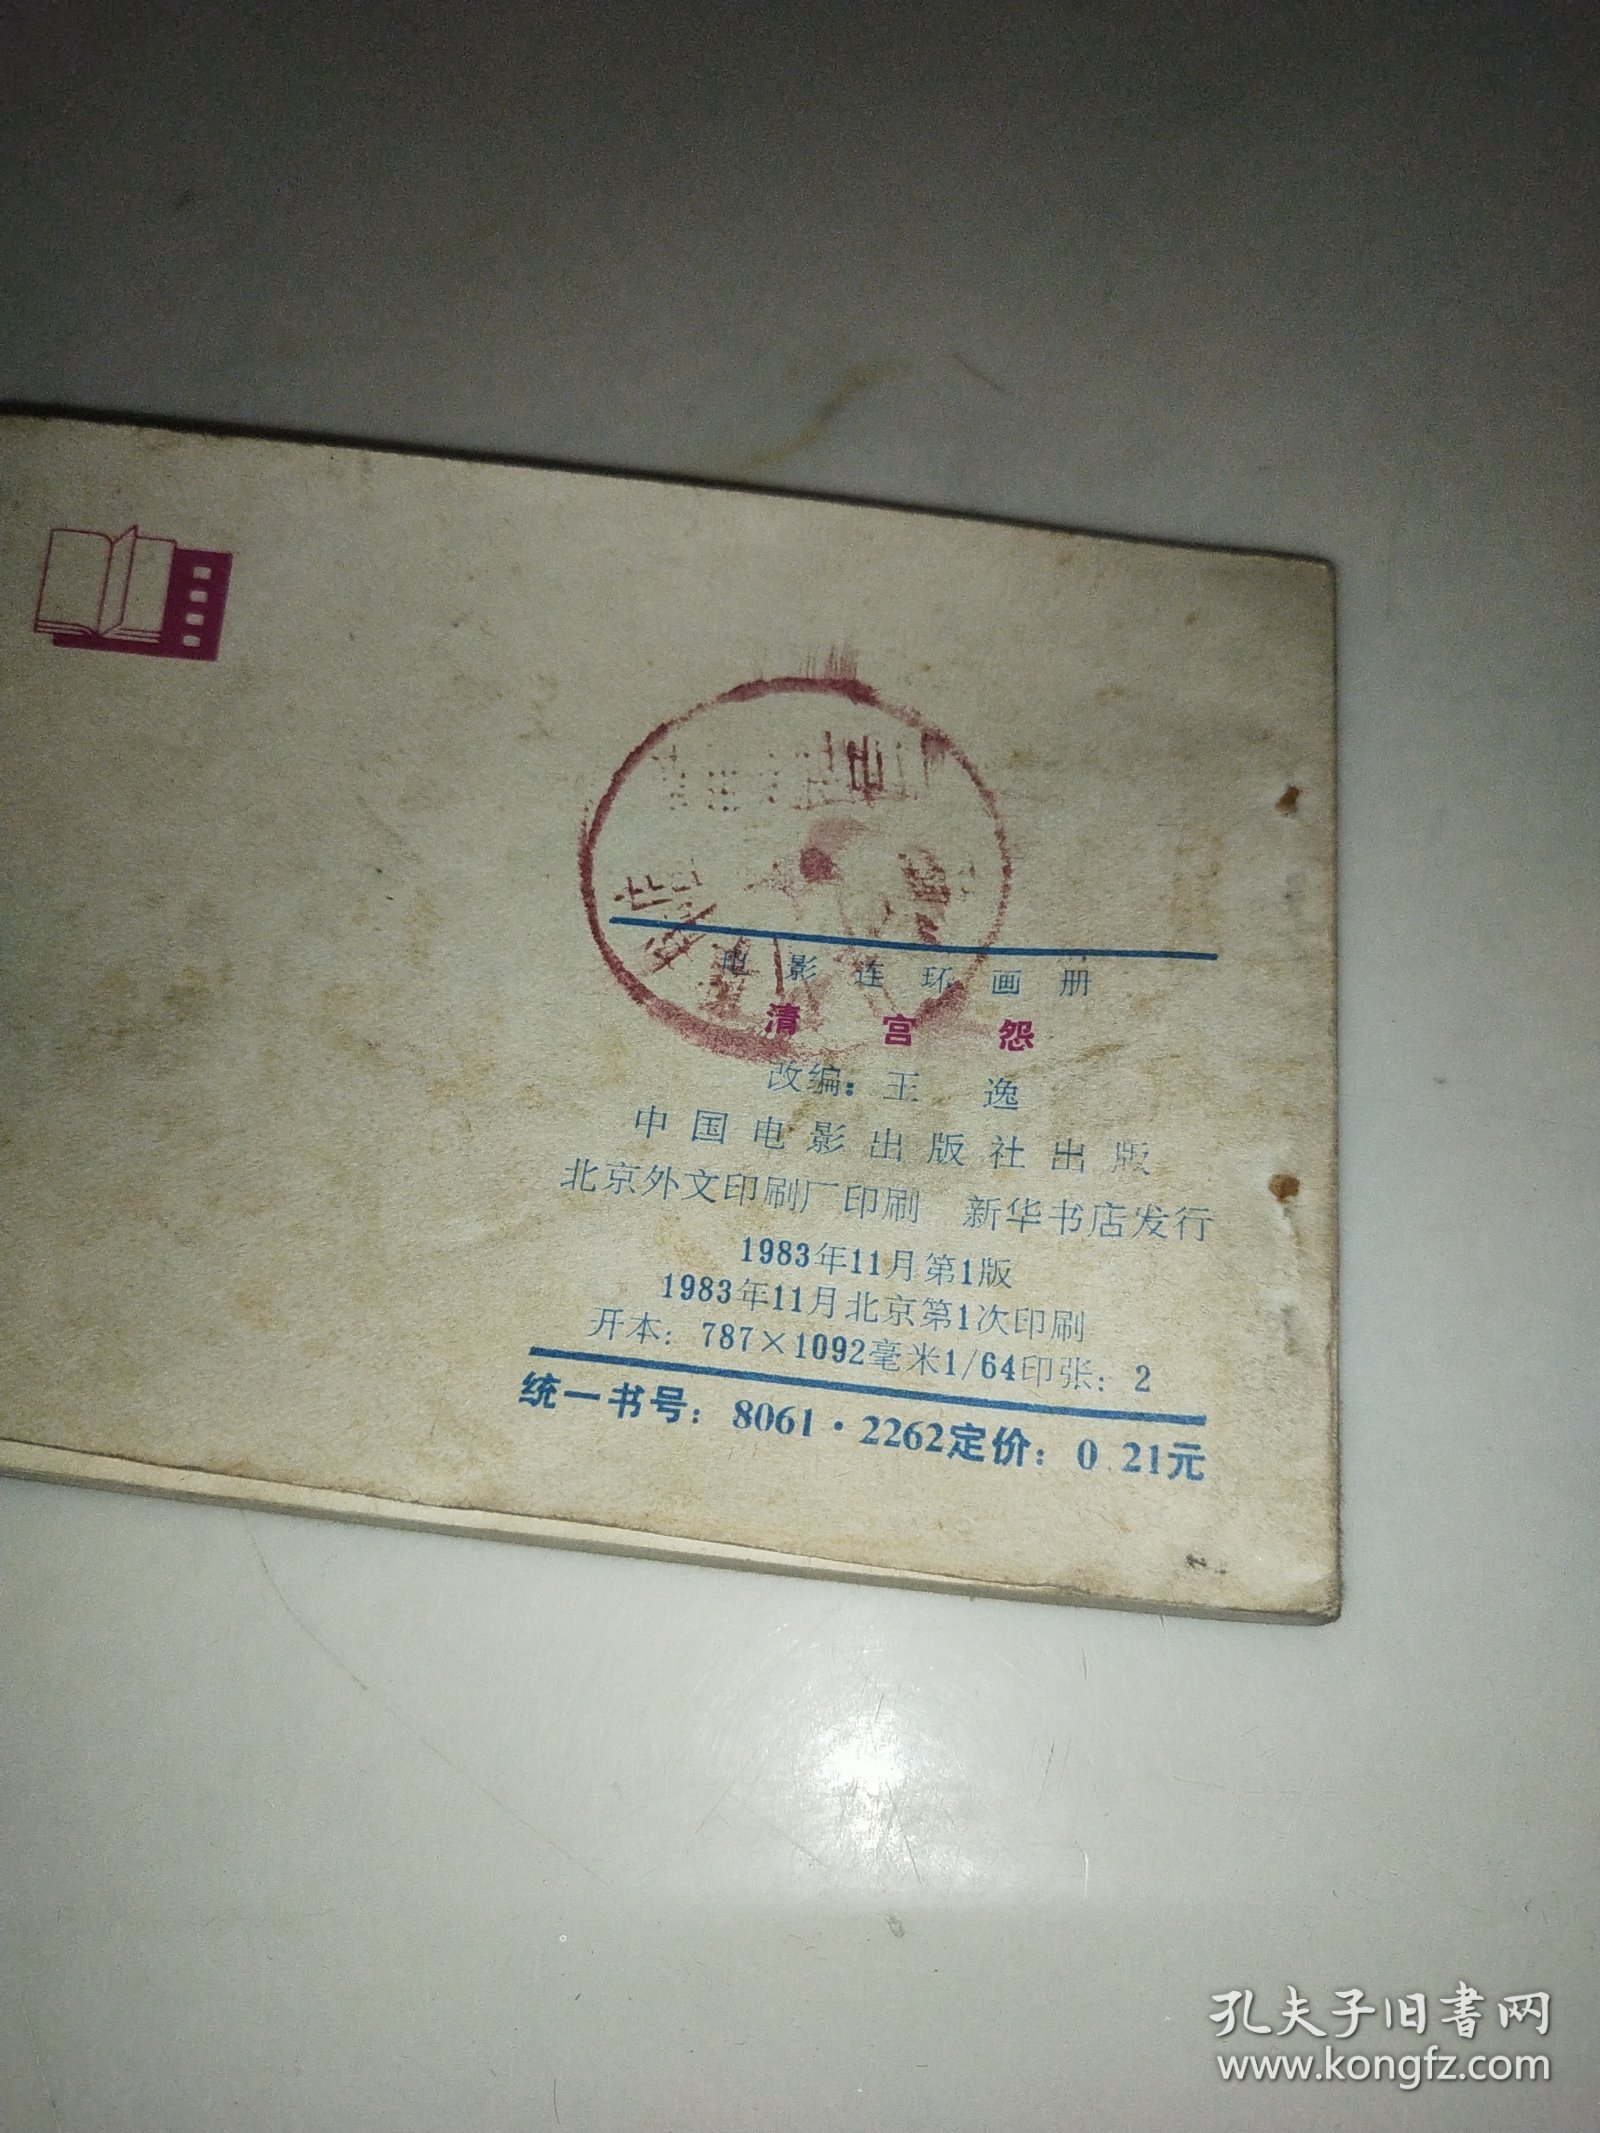 电影连环画册
清宫怨
改编：王 逸
中国电影出版社出版
北京外文印刷厂印刷 新华书店发行
1983年11月第1版
1983年11月北京第1次印刷
开本：787×1092毫米1/64印张：2
统一书号：8061·2262定价：0.21元
孔夫子旧书网
www.kongfz.com